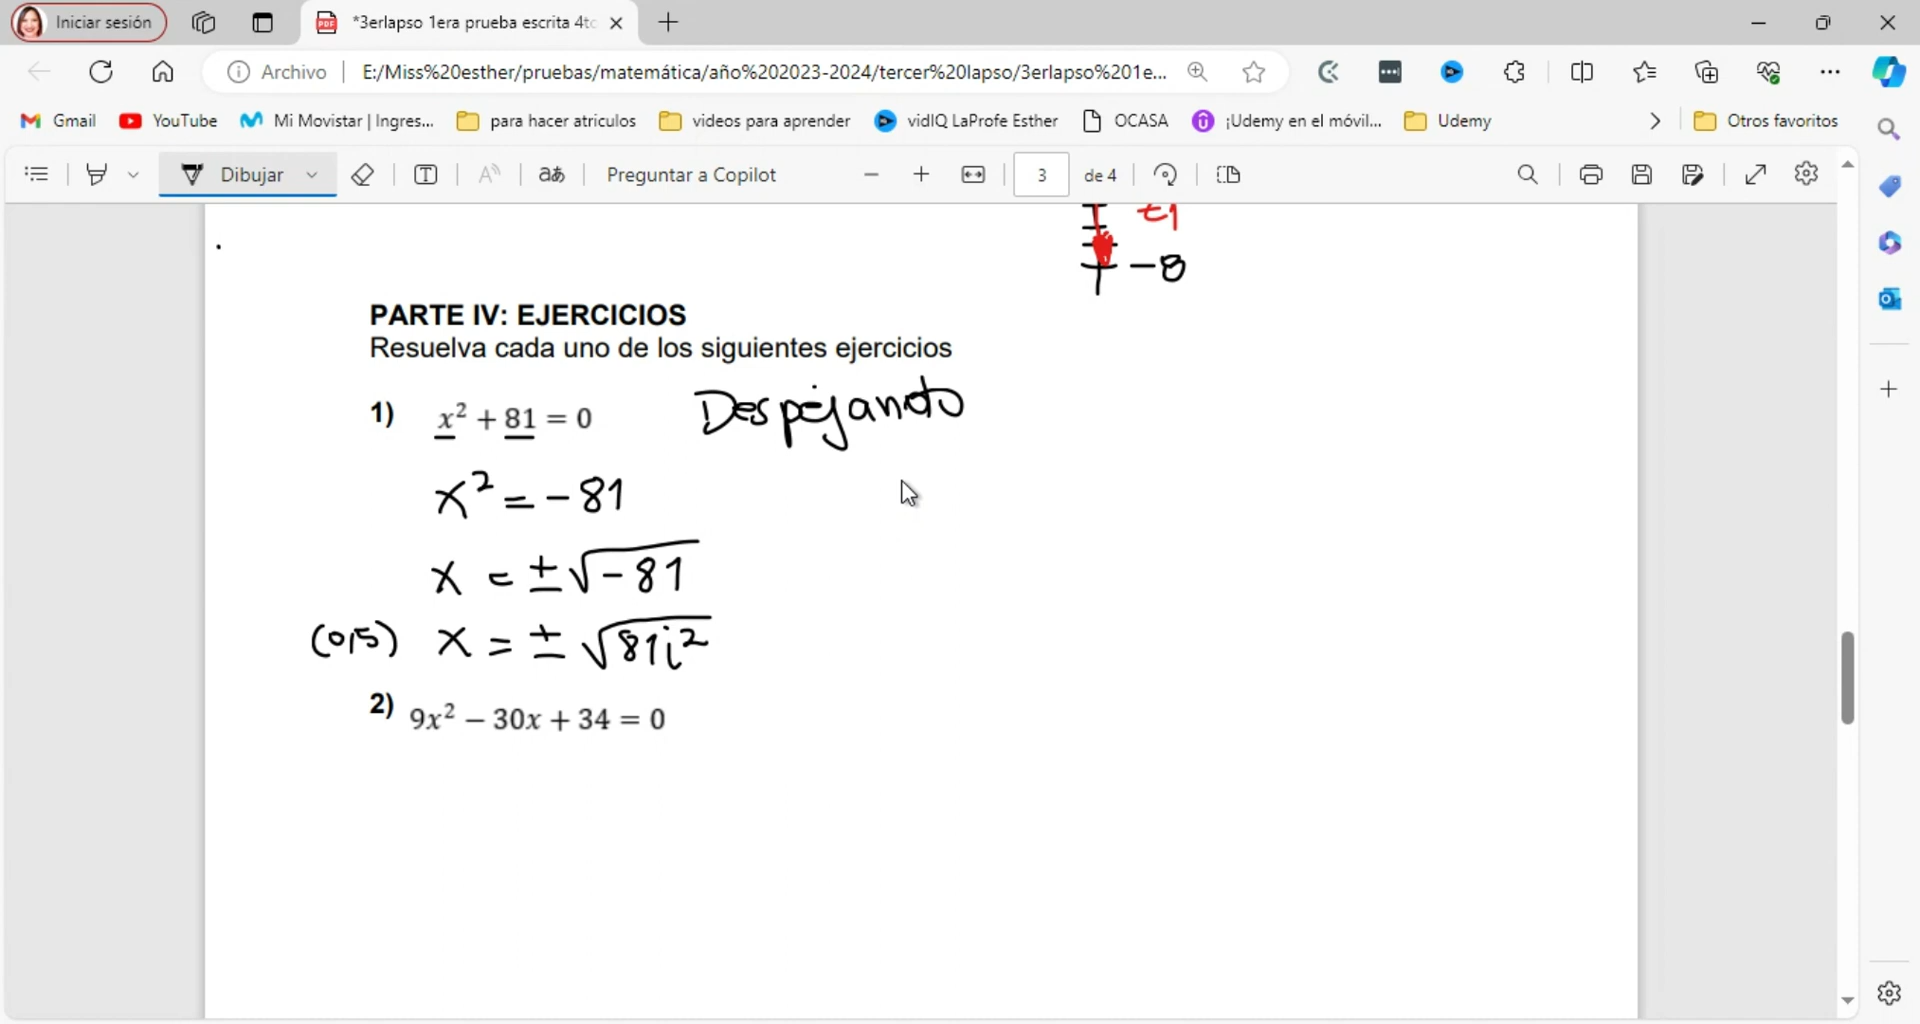 Iniciar sesión
*3erlapso 1era prueba escrita 4to
Archivo
E:/Miss%20esther/pruebas/matemática/año%202023-2024/tercer%20lapso/3erlapso%201e...
Gmail
YouTube
Mi Movistar | Ingres...
para hacer atriculos
videos para aprender
vidIQ LaProfe Esther
OCASA
¡Udemy en el móvil...
Udemy
Otros favoritos
Dibujar
aあ
Preguntar a Copilot
3 de 4
±1
-8
PARTE IV: EJERCICIOS
Resuelva cada uno de los siguientes ejercicios
1) x² + 81 = 0 Despejando
x² = -81
x = ±√-81
(0,5) x = ± √81i²
2) 9x² − 30x + 34 = 0